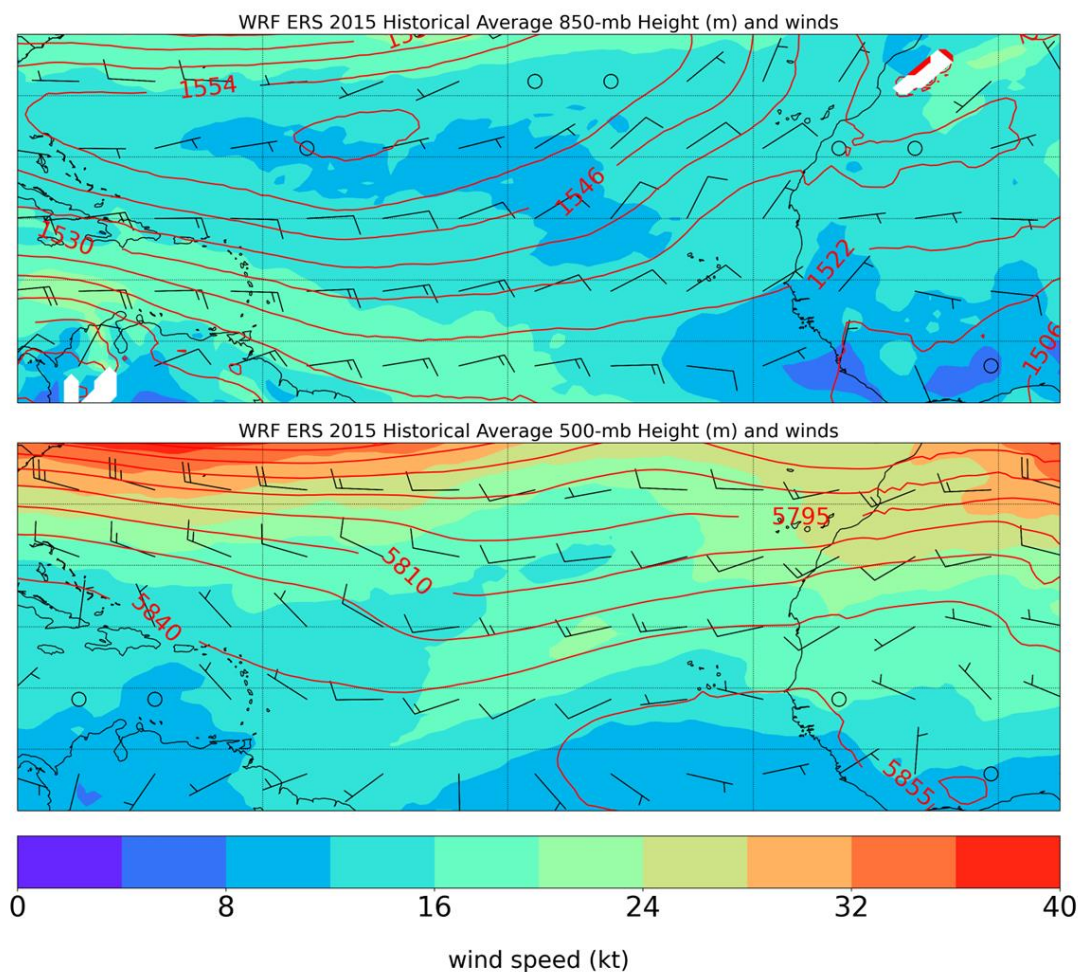 WRF ERS 2015 Historical Average 850-mb Height (m) and winds
1554
1546
1530
1522
1506
WRF ERS 2015 Historical Average 500-mb Height (m) and winds
5795
5810
5840
5855
0 8 16 24 32 40
wind speed (kt)